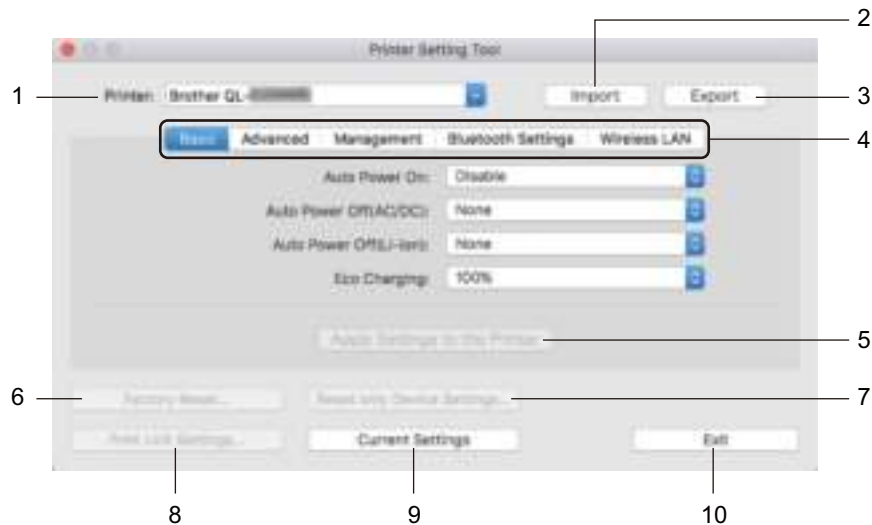 2
Printer Setting Tool
1
Printer: Brother QL-
Import
Export
3
Basic
Advanced
Management
Bluetooth Settings
Wireless LAN
4
Auto Power On:
Disable
Auto Power Off(AC/DC):
None
Auto Power Off(Li-ion):
None
Eco Charging:
100%
Apply Settings to the Printer
5
6
Factory Reset...
Reset only Device Settings...
7
Print Unit Settings...
Current Settings
Exit
8
9
10